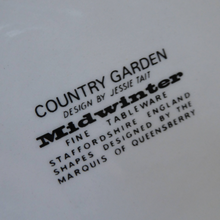 COUNTRY GARDEN
DESIGN BY JESSIE TAIT
Midwinter
FINE TABLEWARE
STAFFORDSHIRE ENGLAND
SHAPES DESIGNED BY THE
MARQUIS OF QUEENSBERRY